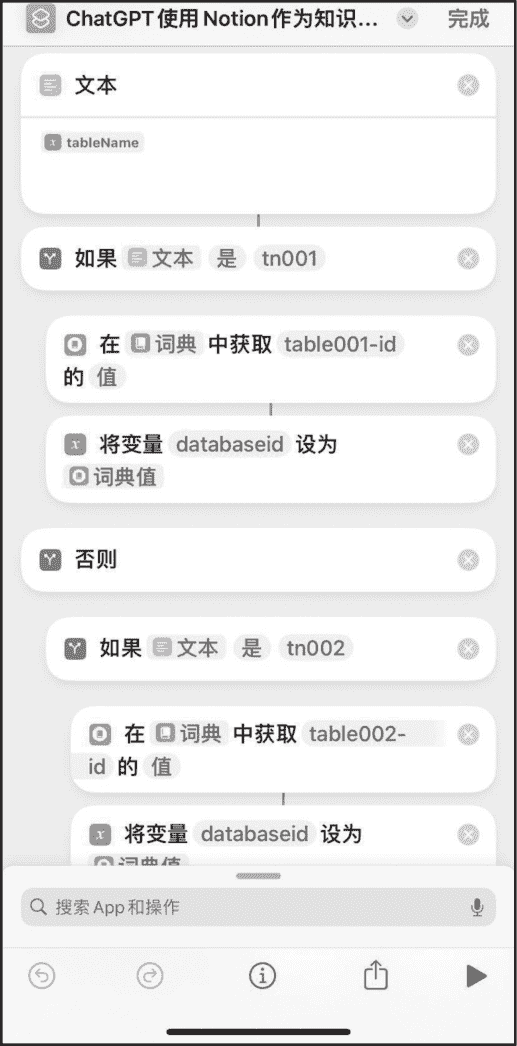 ChatGPT使用Notion作为知识... 完成
文本
x tableName
如果 文本 是 tn001
在 词典 中获取 table001-id
的 值
x 将变量 databaseid 设为
词典值
否则
如果 文本 是 tn002
在 词典 中获取 table002-
id 的 值
x 将变量 databaseid 设为
词典值
搜索App和操作